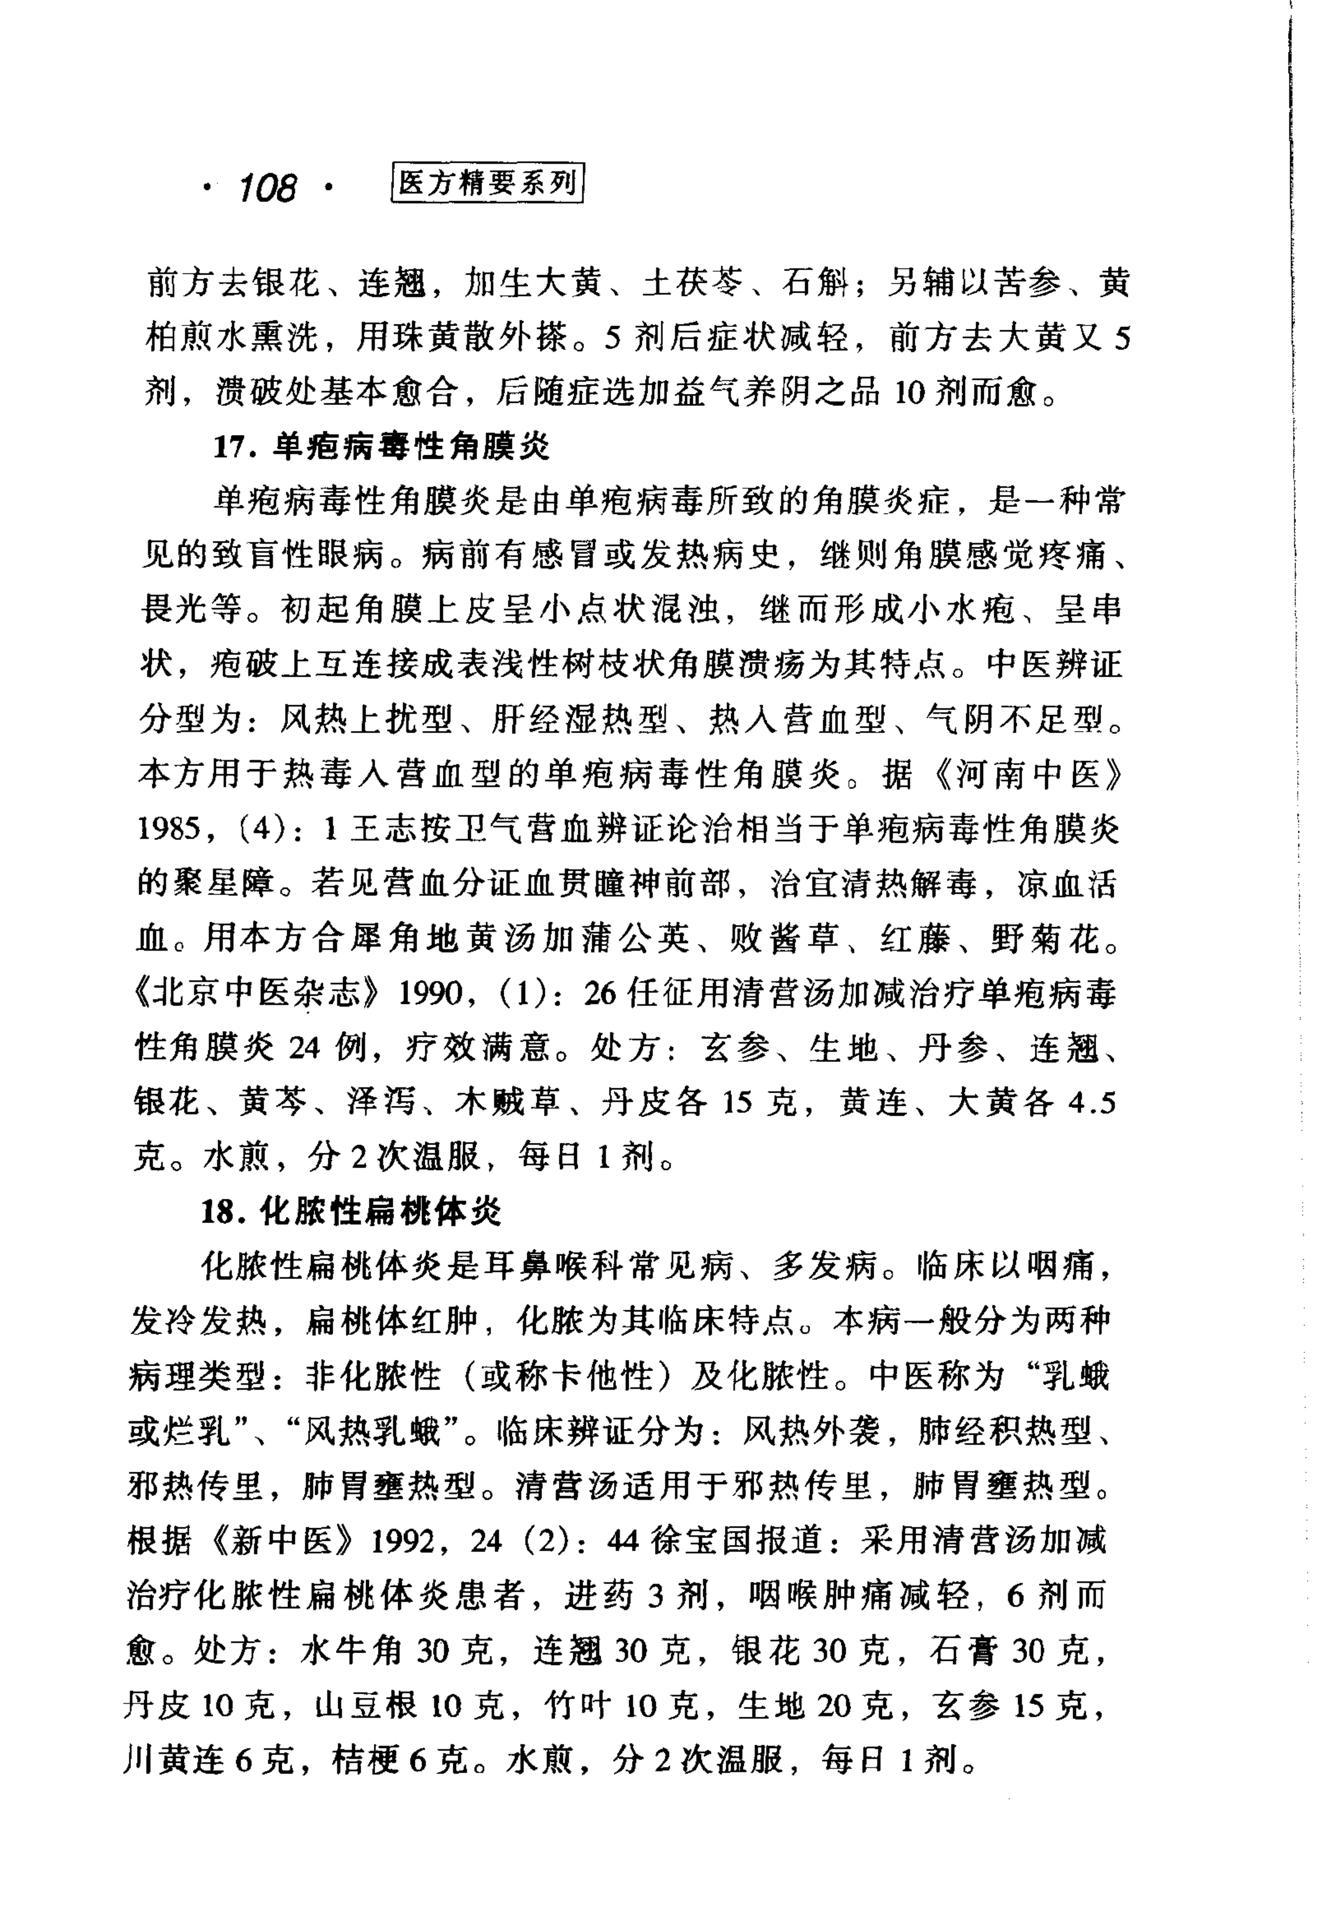 · 108 · 医方精要系列
前方去银花、连翘，加生大黄、土茯苓、石斛；另辅以苦参、黄
柏煎水熏洗，用珠黄散外搽。5 剂后症状减轻，前方去大黄又 5
剂，溃破处基本愈合，后随症选加益气养阴之品 10 剂而愈。
17. 单疱病毒性角膜炎
单疱病毒性角膜炎是由单疱病毒所致的角膜炎症，是一种常
见的致盲性眼病。病前有感冒或发热病史，继则角膜感觉疼痛、
畏光等。初起角膜上皮呈小点状混浊，继而形成小水疱、呈串
状，疱破上互连接成表浅性树枝状角膜溃疡为其特点。中医辨证
分型为：风热上扰型、肝经湿热型、热入营血型、气阴不足型。
本方用于热毒入营血型的单疱病毒性角膜炎。据《河南中医》
1985，（4）：1 王志按卫气营血辨证论治相当于单疱病毒性角膜炎
的聚星障。若见营血分证血贯瞳神前部，治宜清热解毒，凉血活
血。用本方合犀角地黄汤加蒲公英、败酱草、红藤、野菊花。
《北京中医杂志》1990，（1）：26 任征用清营汤加减治疗单疱病毒
性角膜炎 24 例，疗效满意。处方：玄参、生地、丹参、连翘、
银花、黄芩、泽泻、木贼草、丹皮各 15 克，黄连、大黄各 4.5
克。水煎，分 2 次温服，每日 1 剂。
18. 化脓性扁桃体炎
化脓性扁桃体炎是耳鼻喉科常见病、多发病。临床以咽痛，
发冷发热，扁桃体红肿，化脓为其临床特点。本病一般分为两种
病理类型：非化脓性（或称卡他性）及化脓性。中医称为“乳蛾
或烂乳”、“风热乳蛾”。临床辨证分为：风热外袭，肺经积热型、
邪热传里，肺胃壅热型。清营汤适用于邪热传里，肺胃壅热型。
根据《新中医》1992，24（2）：44 徐宝国报道：采用清营汤加减
治疗化脓性扁桃体炎患者，进药 3 剂，咽喉肿痛减轻，6 剂而
愈。处方：水牛角 30 克，连翘 30 克，银花 30 克，石膏 30 克，
丹皮 10 克，山豆根 10 克，竹叶 10 克，生地 20 克，玄参 15 克，
川黄连 6 克，桔梗 6 克。水煎，分 2 次温服，每日 1 剂。